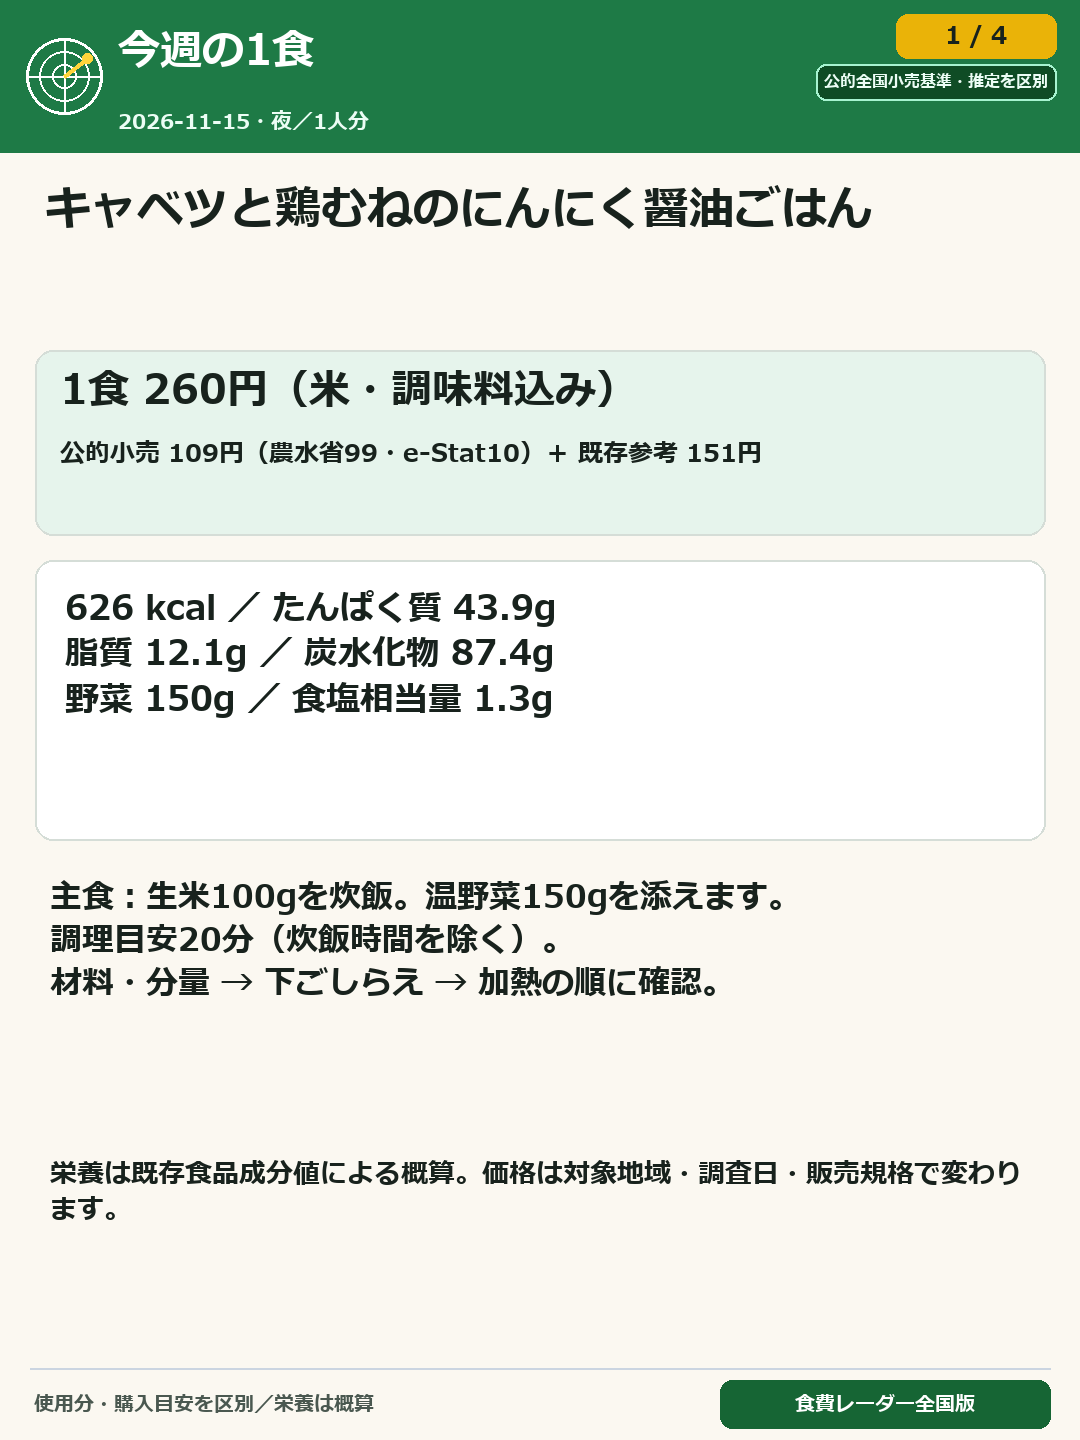 今週の1食
1 / 4
公的全国小売基準・推定を区別
2026-11-15・夜／1人分
キャベツと鶏むねのにんにく醤油ごはん
1食 260円（米・調味料込み）
公的小売 109円（農水省99・e-Stat10）＋ 既存参考 151円
626 kcal ／ たんぱく質 43.9g
脂質 12.1g ／ 炭水化物 87.4g
野菜 150g ／ 食塩相当量 1.3g
主食：生米100gを炊飯。温野菜150gを添えます。
調理目安20分（炊飯時間を除く）。
材料・分量 → 下ごしらえ → 加熱の順に確認。
栄養は既存食品成分値による概算。価格は対象地域・調査日・販売規格で変わり
ます。
使用分・購入目安を区別／栄養は概算
食費レーダー全国版